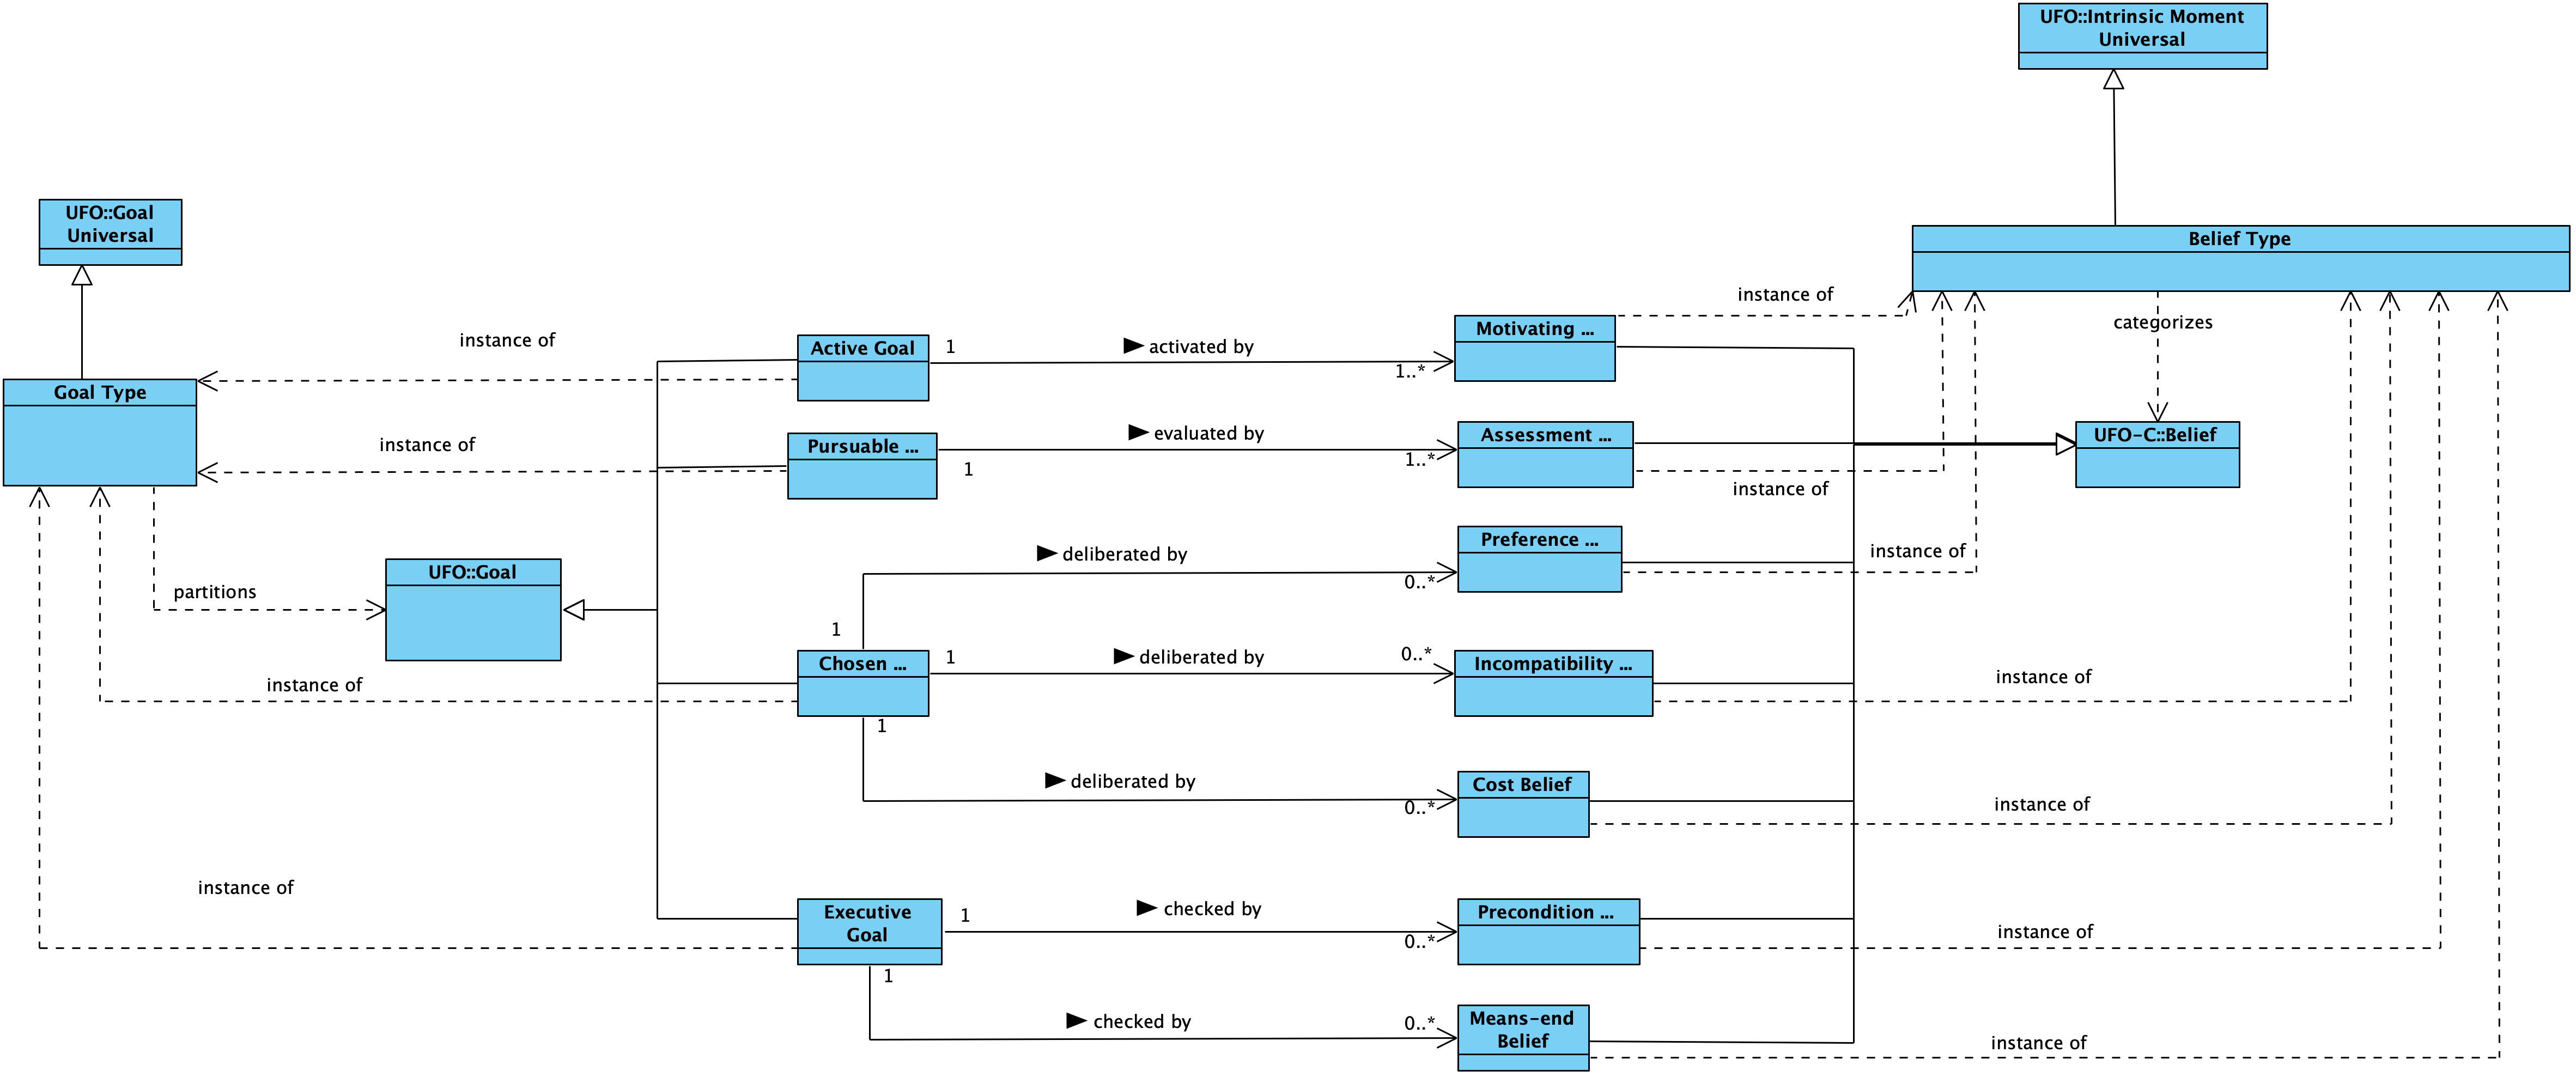 UFO::Intrinsic Moment
Universal
UFO::Goal
Universal
Belief Type
instance of
categorizes
instance of
Motivating ...
Active Goal
1
activated by
1..*
Goal Type
instance of
Pursuable ...
1
evaluated by
1..*
Assessment ...
instance of
UFO-C::Belief
Preference ...
instance of
deliberated by
0..*
UFO::Goal
partitions
1
Chosen ...
1
deliberated by
0..*
Incompatibility ...
instance of
instance of
1
deliberated by
0..*
Cost Belief
instance of
instance of
Executive
Goal
1
checked by
0..*
Precondition ...
instance of
1
checked by
0..*
Means-end
Belief
instance of